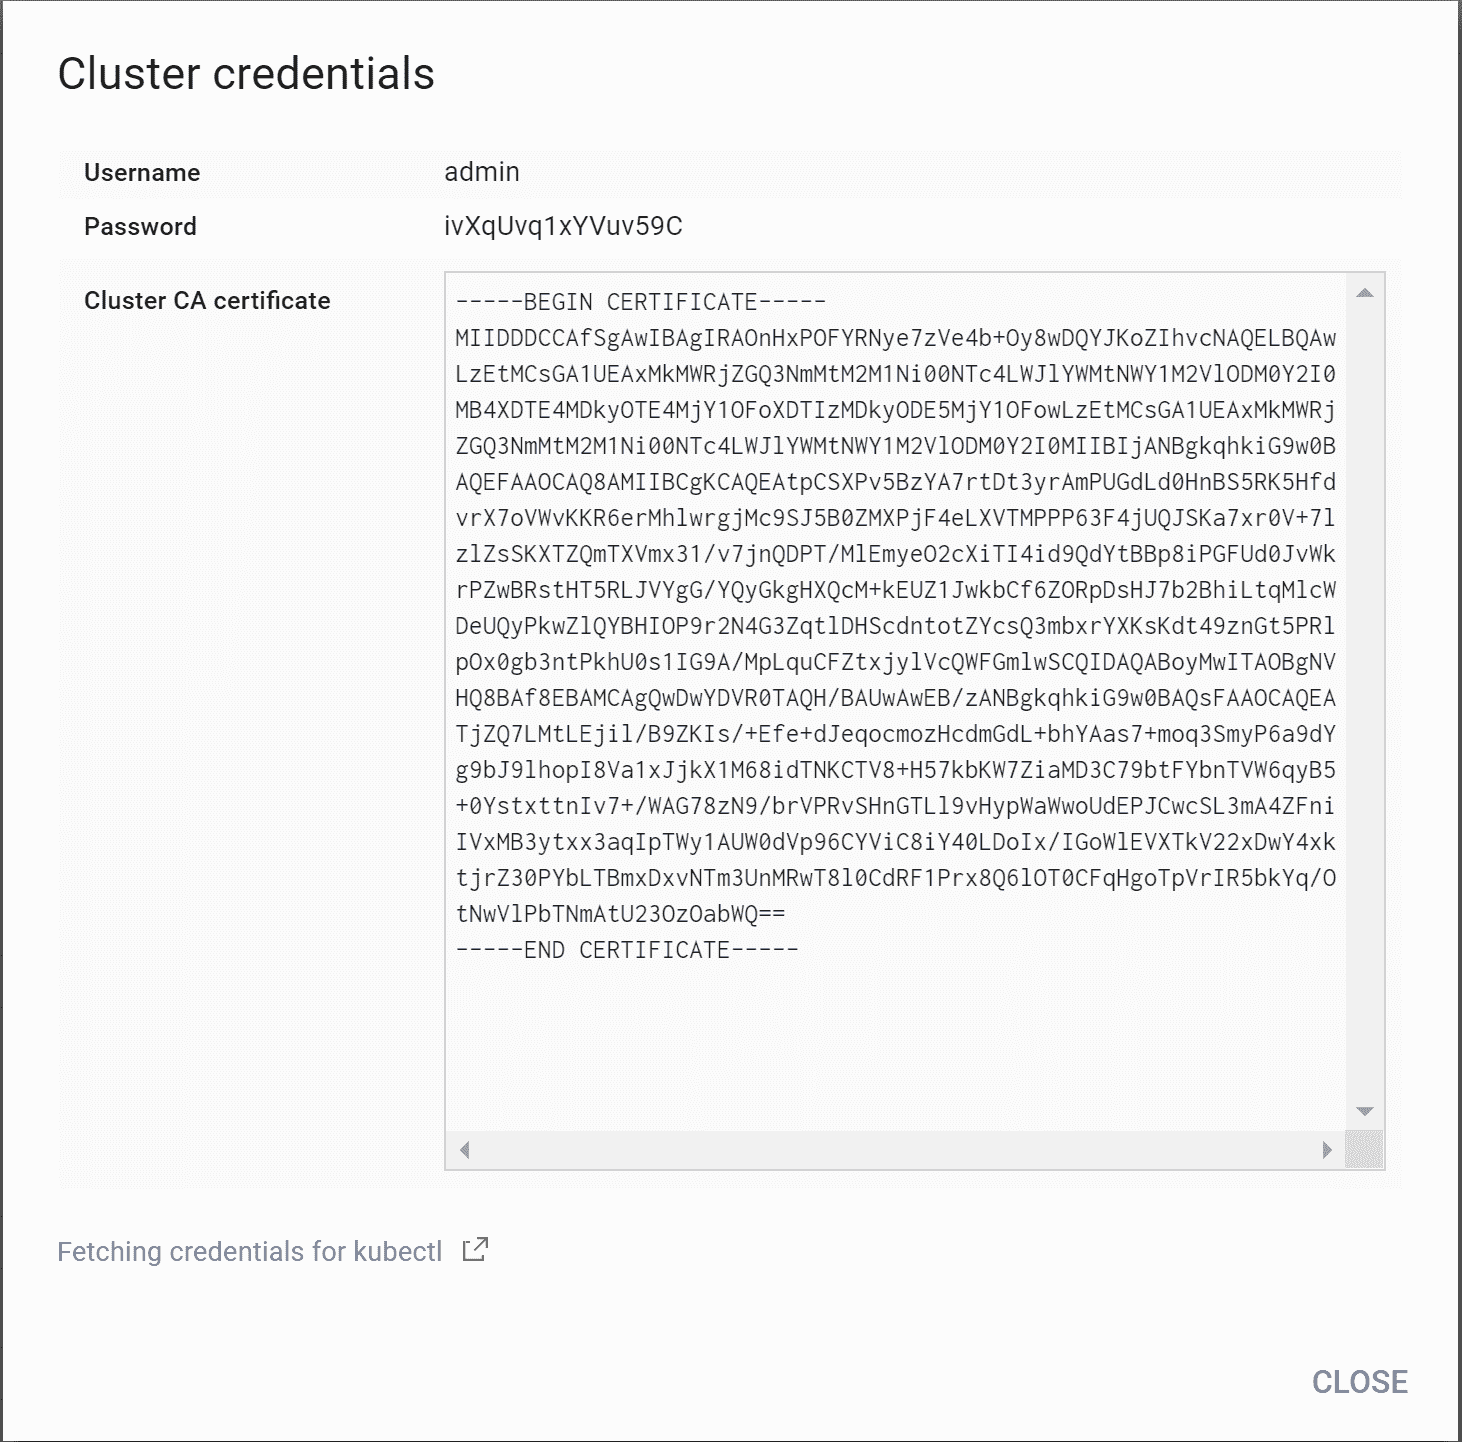 Cluster credentials
Username admin
Password ivXqUvq1xYVuv59C
Cluster CA certificate
-----BEGIN CERTIFICATE-----
MIIDDDCCAfSgAwIBAgIRAOnHxPOFYRNye7zVe4b+Oy8wDQYJKoZIhvcNAQELBQAw
LzEtMCsGA1UEAxMkMWRjZGQ3NmMtM2M1Ni00NTc4LWJlYWMtNWY1M2VlODM0Y2I0
MB4XDTE4MDkyOTE4MjY1OFoXDTIzMDkyODE5MjY1OFowLzEtMCsGA1UEAxMkMWRj
ZGQ3NmMtM2M1Ni00NTc4LWJlYWMtNWY1M2VlODM0Y2I0MIIBIjANBgkqhkiG9w0B
AQEFAAOCAQ8AMIIBCgKCAQEAtpCSXPv5BzYA7rtDt3yrAmPUGdLd0HnBS5RK5Hfd
vrX7oVWvKKR6erMhlwrgjMc9SJ5B0ZMXPjF4eLXVTMPPP63F4jUQJSKa7xr0V+7l
zlZsSKXTZQmTXVmx31/v7jnQDPT/MlEmyeO2cXiTI4id9QdYtBBp8iPGFUd0JvWk
rPZwBRstHT5RLJVYgG/YQyGkgHXQcM+kEUZ1JwkbCf6ZORpDsHJ7b2BhiLtqMlcW
DeUQyPkwZlQYBHIOP9r2N4G3ZqtlDHScdntotZYcsQ3mbxrYXKsKdt49znGt5PRl
pOx0gb3ntPkhU0s1IG9A/MpLquCFZtxjylVcQWFGmlwSCQIDAQABoyMwITAOBgNV
HQ8BAf8EBAMCAgQwDwYDVR0TAQH/BAUwAwEB/zANBgkqhkiG9w0BAQsFAAOCAQEA
TjZQ7LMtLEjil/B9ZKIs/+Efe+dJeqocmozHcdmGdL+bhYAas7+moq3SmyP6a9dY
g9bJ9lhopI8Va1xJjkX1M68idTNKCTV8+H57kbKW7ZiaMD3C79btFYbnTVW6qyB5
+0YstxttnIv7+/WAG78zN9/brVPRvSHnGTLl9vHypWaWwoUdEPJCwcSL3mA4ZFni
IVxMB3ytxx3aqIpTWy1AUW0dVp96CYViC8iY40LDoIx/IGoWlEVXTkV22xDwY4xk
tjrZ30PYbLTBmxDxvNTm3UnMRwT8l0CdRF1Prx8Q6lOT0CFqHgoTpVrIR5bkYq/O
tNwVlPbTNmAtU23OzOabWQ==
-----END CERTIFICATE-----
Fetching credentials for kubectl
CLOSE